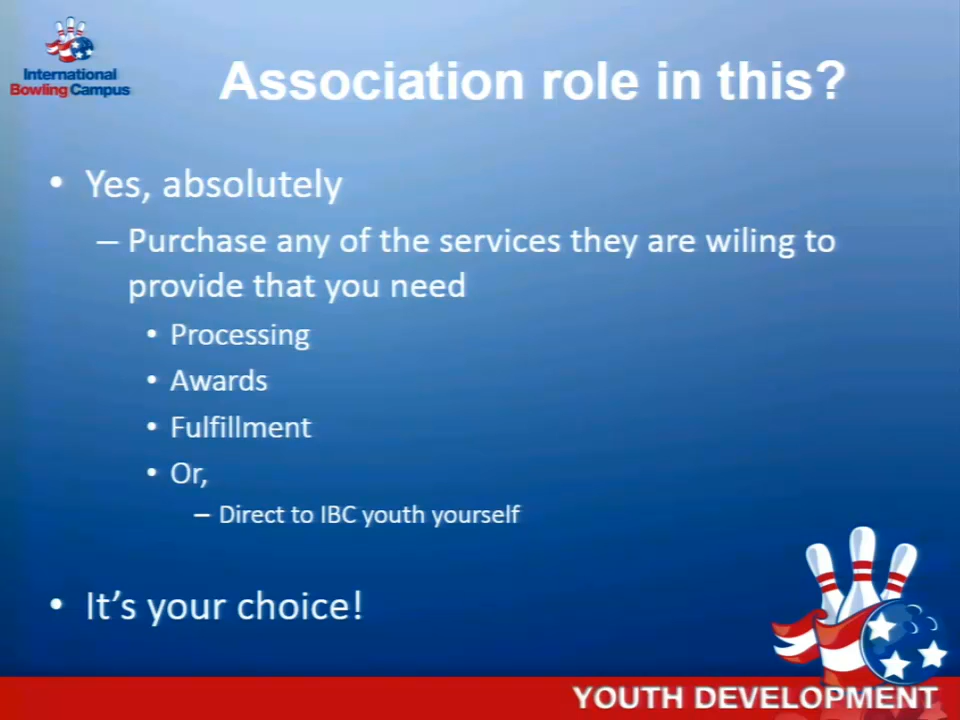 International
Bowling Campus
Association role in this?
• Yes, absolutely
– Purchase any of the services they are wiling to
provide that you need
• Processing
• Awards
• Fulfillment
• Or,
– Direct to IBC youth yourself
• It's your choice!
YOUTH DEVELOPMENT